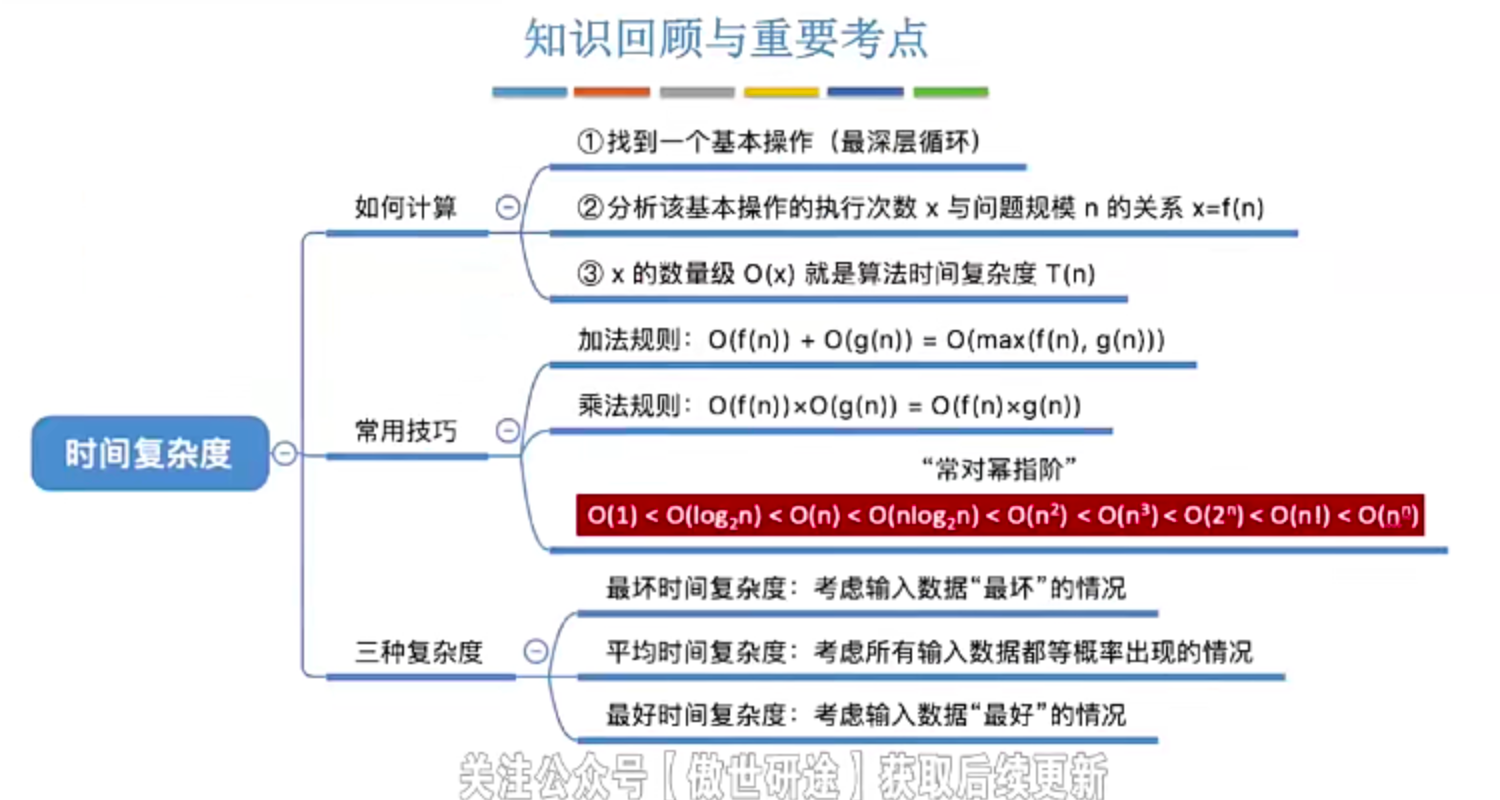 知识回顾与重要考点
①找到一个基本操作（最深层循环）
如何计算
②分析该基本操作的执行次数 x 与问题规模 n 的关系 x=f(n)
③ x 的数量级 O(x) 就是算法时间复杂度 T(n)
加法规则：O(f(n)) + O(g(n)) = O(max(f(n), g(n)))
乘法规则：O(f(n))×O(g(n)) = O(f(n)×g(n))
常用技巧
时间复杂度
“常对幂指阶”
O(1) < O(log₂n) < O(n) < O(nlog₂n) < O(n²) < O(n³) < O(2ⁿ) < O(n!) < O(nⁿ)
最坏时间复杂度：考虑输入数据“最坏”的情况
三种复杂度
平均时间复杂度：考虑所有输入数据都等概率出现的情况
最好时间复杂度：考虑输入数据“最好”的情况
关注公众号【傲世研途】获取后续更新